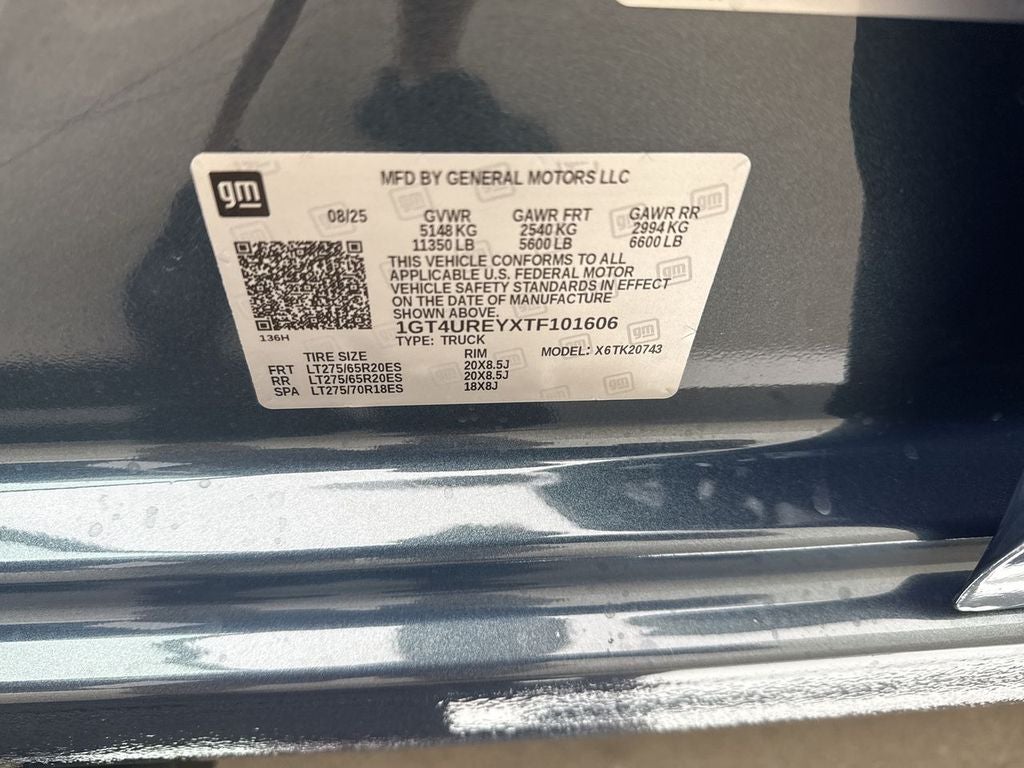 gm
MFD BY GENERAL MOTORS LLC
08/25 GVWR GAWR FRT GAWR RR
5148 KG 2540 KG 2994 KG
11350 LB 5600 LB 6600 LB
THIS VEHICLE CONFORMS TO ALL
APPLICABLE U.S. FEDERAL MOTOR
VEHICLE SAFETY STANDARDS IN EFFECT
ON THE DATE OF MANUFACTURE
SHOWN ABOVE.
136H
1GT4UREYXTF101606
TYPE: TRUCK MODEL: X6TK20743
TIRE SIZE RIM
FRT LT275/65R20ES 20X8.5J
RR LT275/65R20ES 20X8.5J
SPA LT275/70R18ES 18X8J